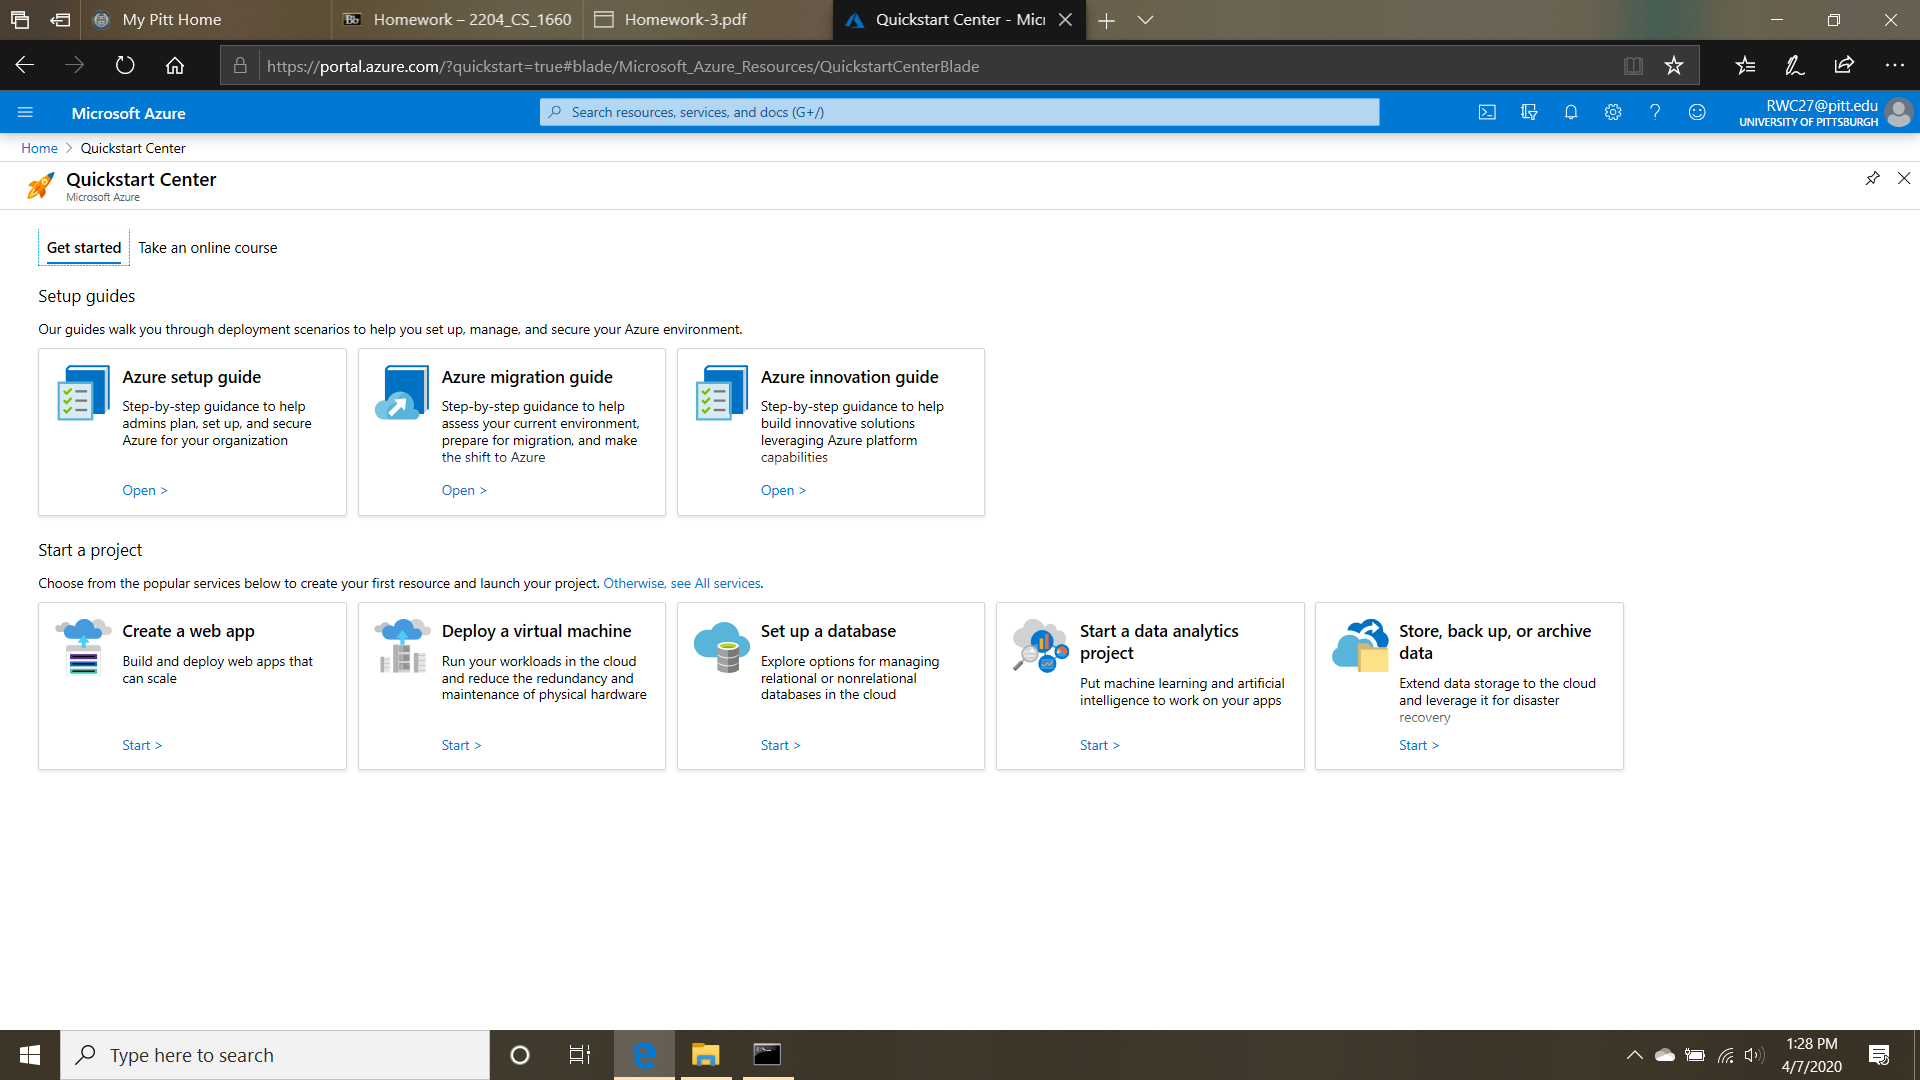 My Pitt Home
Bb Homework – 2204_CS_1660
Homework-3.pdf
Quickstart Center - Mic
https://portal.azure.com/?quickstart=true#blade/Microsoft_Azure_Resources/QuickstartCenterBlade
Microsoft Azure
Search resources, services, and docs (G+/)
RWC27@pitt.edu
UNIVERSITY OF PITTSBURGH
Home > Quickstart Center
Quickstart Center
Microsoft Azure
Get started
Take an online course
Setup guides
Our guides walk you through deployment scenarios to help you set up, manage, and secure your Azure environment.
Azure setup guide
Step-by-step guidance to help
admins plan, set up, and secure
Azure for your organization
Open >
Azure migration guide
Step-by-step guidance to help
assess your current environment,
prepare for migration, and make
the shift to Azure
Open >
Azure innovation guide
Step-by-step guidance to help
build innovative solutions
leveraging Azure platform
capabilities
Open >
Start a project
Choose from the popular services below to create your first resource and launch your project. Otherwise, see All services.
Create a web app
Build and deploy web apps that
can scale
Start >
Deploy a virtual machine
Run your workloads in the cloud
and reduce the redundancy and
maintenance of physical hardware
Start >
Set up a database
Explore options for managing
relational or nonrelational
databases in the cloud
Start >
Start a data analytics
project
Put machine learning and artificial
intelligence to work on your apps
Start >
Store, back up, or archive
data
Extend data storage to the cloud
and leverage it for disaster
recovery
Start >
Type here to search
1:28 PM
4/7/2020